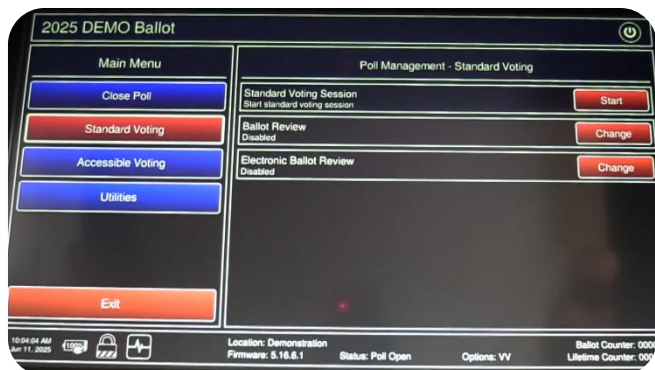 2025 DEMO Ballot
Main Menu
Close Poll
Standard Voting
Accessible Voting
Utilities
Exit
Poll Management - Standard Voting
Standard Voting Session
Start standard voting session
Start
Ballot Review
Disabled
Change
Electronic Ballot Review
Disabled
Change
10:04:04 AM
Jun 11, 2025
100%
Location: Demonstration
Firmware: 5.16.6.1
Status: Poll Open
Options: VV
Ballot Counter:
Lifetime Counter: